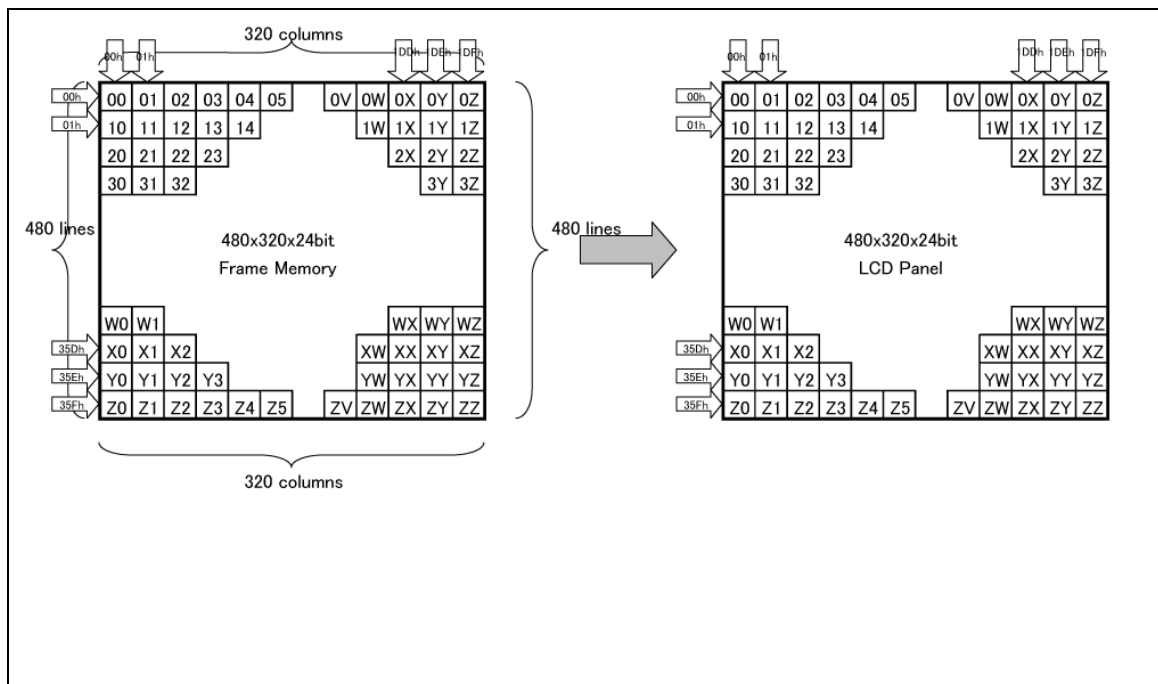 320 columns
00h 01h 1DDh 1DEh 1DFh 00h 01h 1DDh 1DEh 1DFh
00h 00 01 02 03 04 05 0V 0W 0X 0Y 0Z 00h 00 01 02 03 04 05 0V 0W 0X 0Y 0Z
01h 10 11 12 13 14 1W 1X 1Y 1Z 01h 10 11 12 13 14 1W 1X 1Y 1Z
20 21 22 23 2X 2Y 2Z 20 21 22 23 2X 2Y 2Z
30 31 32 3Y 3Z 30 31 32 3Y 3Z
480 lines 480 lines
480x320x24bit 480x320x24bit
Frame Memory LCD Panel
W0 W1 WX WY WZ W0 W1 WX WY WZ
35Dh X0 X1 X2 XW XX XY XZ 35Dh X0 X1 X2 XW XX XY XZ
35Eh Y0 Y1 Y2 Y3 YW YX YY YZ 35Eh Y0 Y1 Y2 Y3 YW YX YY YZ
35Fh Z0 Z1 Z2 Z3 Z4 Z5 ZV ZW ZX ZY ZZ 35Fh Z0 Z1 Z2 Z3 Z4 Z5 ZV ZW ZX ZY ZZ
320 columns